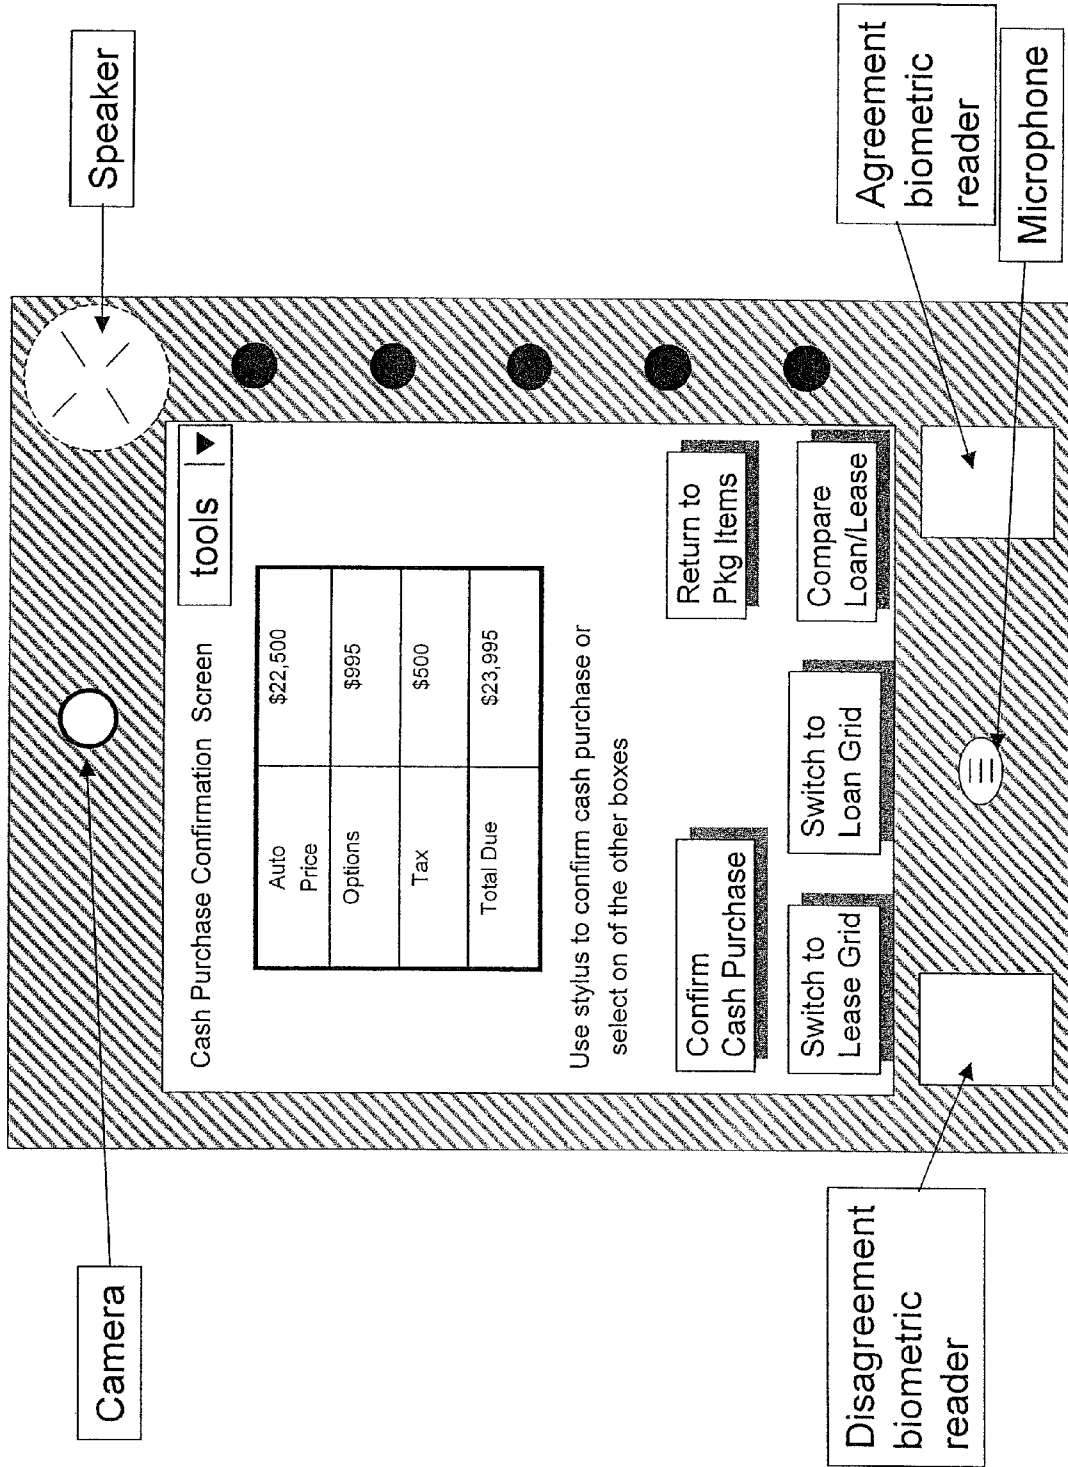 Camera
Speaker
Cash Purchase Confirmation Screen
tools
Auto
Price
$22,500
Options
$995
Tax
$500
Total Due
$23,995
Use stylus to confirm cash purchase or
select on of the other boxes
Confirm
Cash Purchase
Return to
Pkg Items
Switch to
Lease Grid
Switch to
Loan Grid
Compare
Loan/Lease
Disagreement
biometric
reader
Agreement
biometric
reader
Microphone